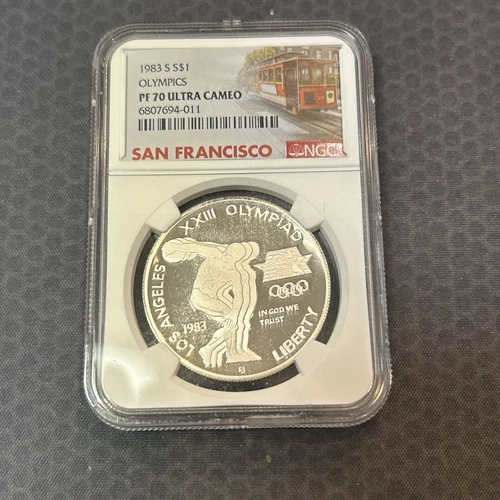 1983 S S$1
OLYMPICS
PF 70 ULTRA CAMEO
6807694-011
SAN FRANCISCO
NGC
XXIII OLYMPIAD
LOS ANGELES
1983
IN GOD WE
TRUST
LIBERTY